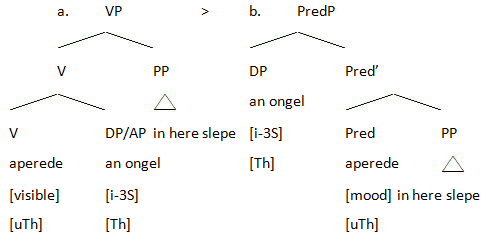 a. VP > b. PredP
V PP DP Pred’
an ongel
V DP/AP in here slepe [i-3S] Pred PP
aperede an ongel [Th] aperede
[visible] [i-3S] [mood] in here slepe
[uTh] [Th] [uTh]